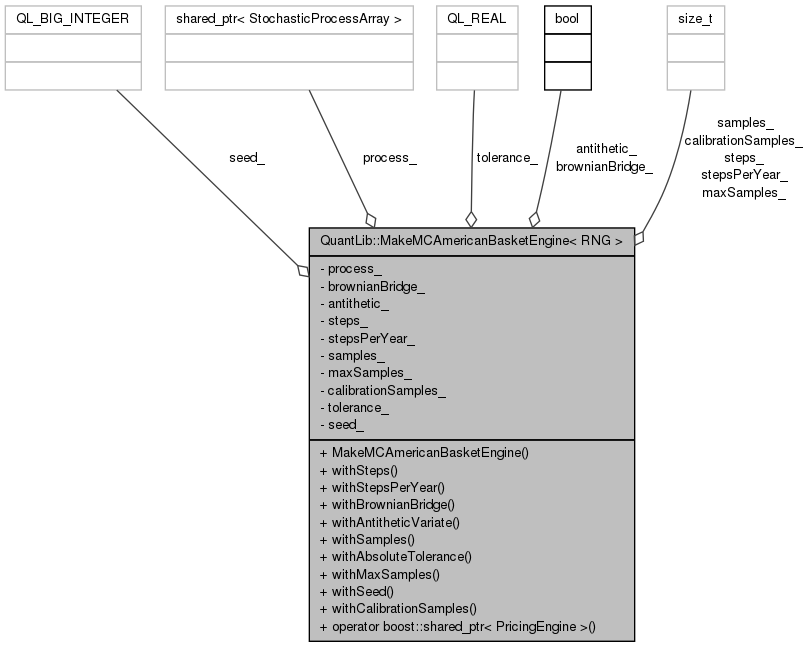 QL_BIG_INTEGER
shared_ptr< StochasticProcessArray >
QL_REAL
bool
size_t
seed_
process_
tolerance_
antithetic_
brownianBridge_
samples_
calibrationSamples_
steps_
stepsPerYear_
maxSamples_
QuantLib::MakeMCAmericanBasketEngine< RNG >
- process_
- brownianBridge_
- antithetic_
- steps_
- stepsPerYear_
- samples_
- maxSamples_
- calibrationSamples_
- tolerance_
- seed_
+ MakeMCAmericanBasketEngine()
+ withSteps()
+ withStepsPerYear()
+ withBrownianBridge()
+ withAntitheticVariate()
+ withSamples()
+ withAbsoluteTolerance()
+ withMaxSamples()
+ withSeed()
+ withCalibrationSamples()
+ operator boost::shared_ptr< PricingEngine >()